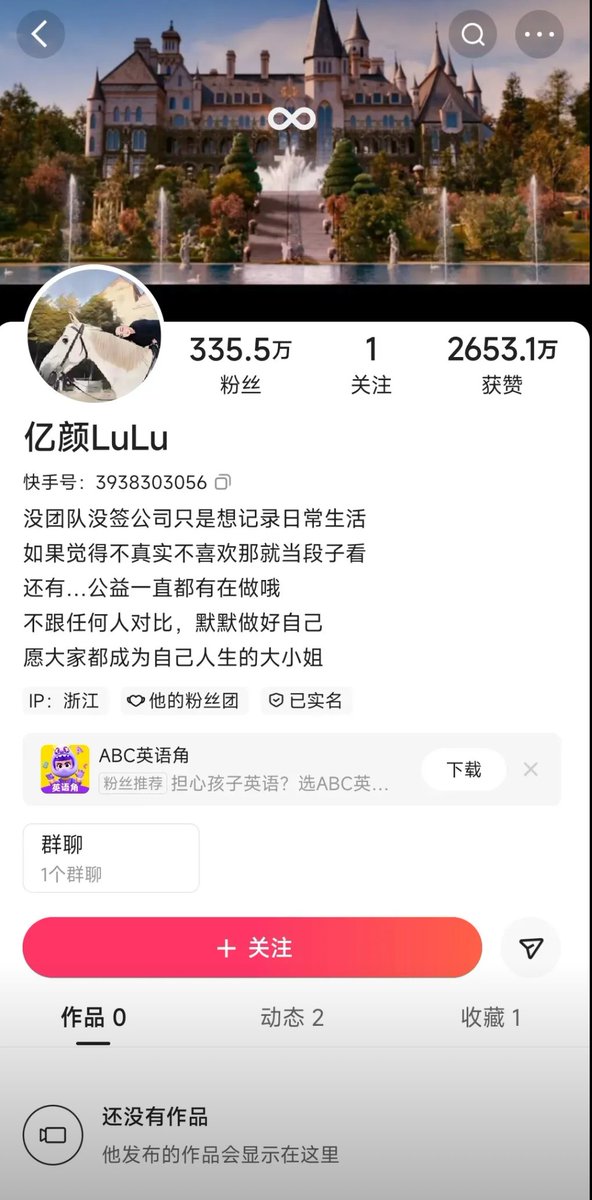 335.5万
粉丝
1
关注
2653.1万
获赞
亿颜LuLu
快手号：3938303056
没团队没签公司只是想记录日常生活
如果觉得不真实不喜欢那就当段子看
还有...公益一直都有在做哦
不跟任何人对比，默默做好自己
愿大家都成为自己人生的大小姐
IP：浙江 他的粉丝团 已实名
英语角
ABC英语角
粉丝推荐 担心孩子英语？选ABC英...
下载
群聊
1个群聊
+ 关注
作品 0 动态 2 收藏 1
还没有作品
他发布的作品会显示在这里